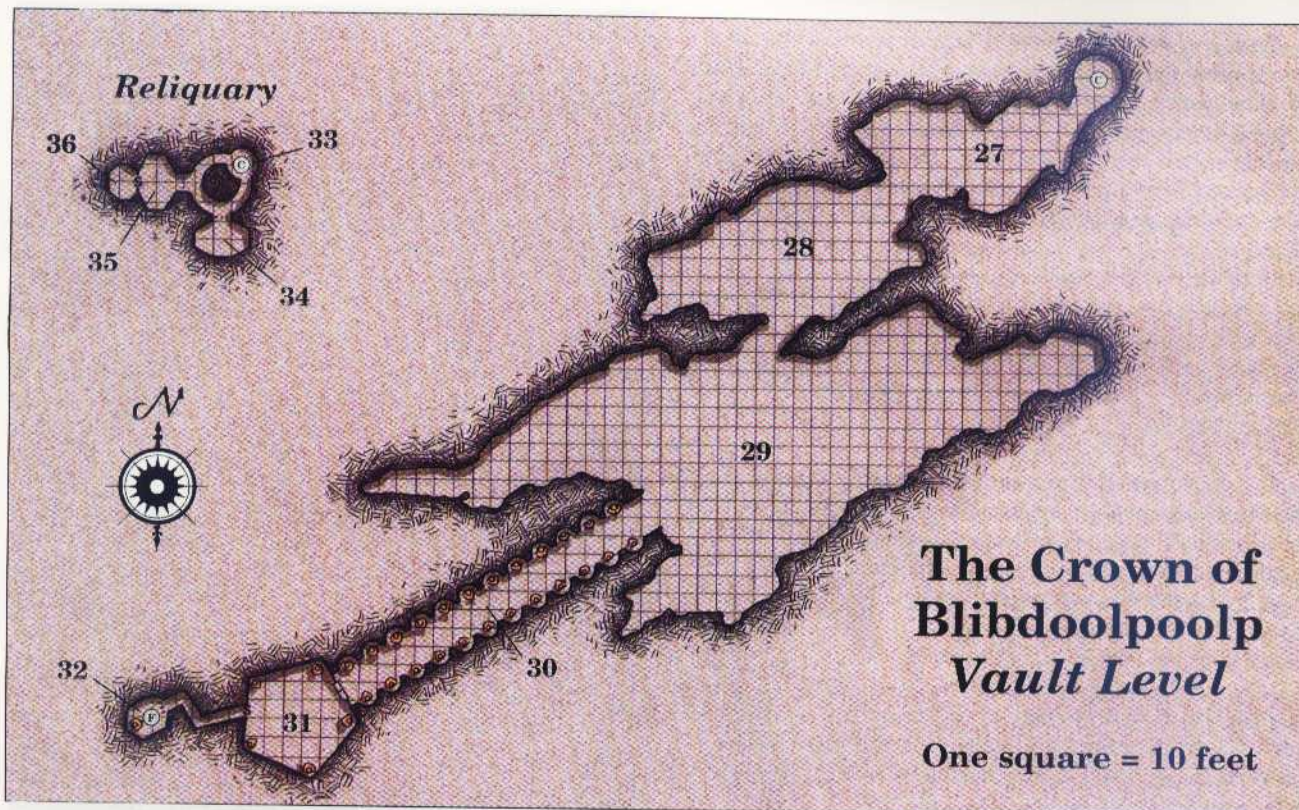 Reliquary
36
33
35
34
C
C
27
28
N
29
The Crown of
Blibdoolpoolp
Vault Level
32
30
F
31
One square = 10 feet